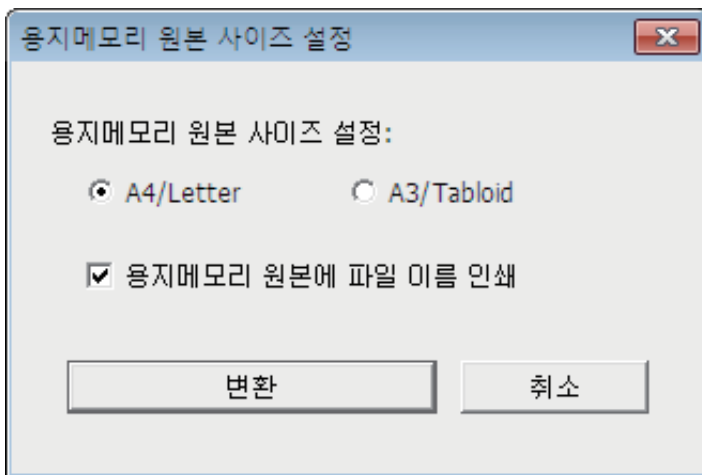 용지메모리 원본 사이즈 설정
용지메모리 원본 사이즈 설정:
A4/Letter A3/Tabloid
용지메모리 원본에 파일 이름 인쇄
변환 취소